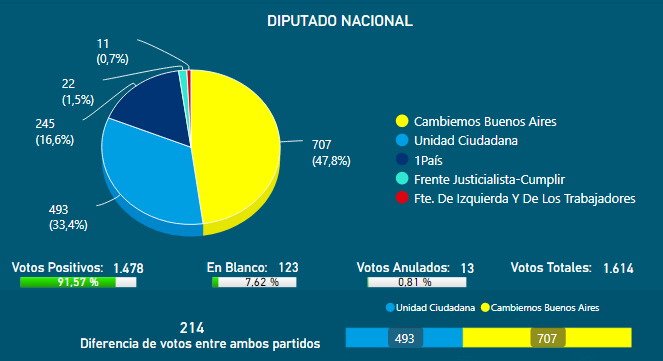 DIPUTADO NACIONAL
11
(0,7%)
22
(1,5%)
245
(16,6%)
493
(33,4%)
707
(47,8%)
Cambiemos Buenos Aires
Unidad Ciudadana
1País
Frente Justicialista-Cumplir
Fte. De Izquierda Y De Los Trabajadores
Votos Positivos: 1.478
91,57 %
En Blanco: 123
7,62 %
Votos Anulados: 13
0,81 %
Votos Totales: 1.614
214
Diferencia de votos entre ambos partidos
Unidad Ciudadana Cambiemos Buenos Aires
493 707